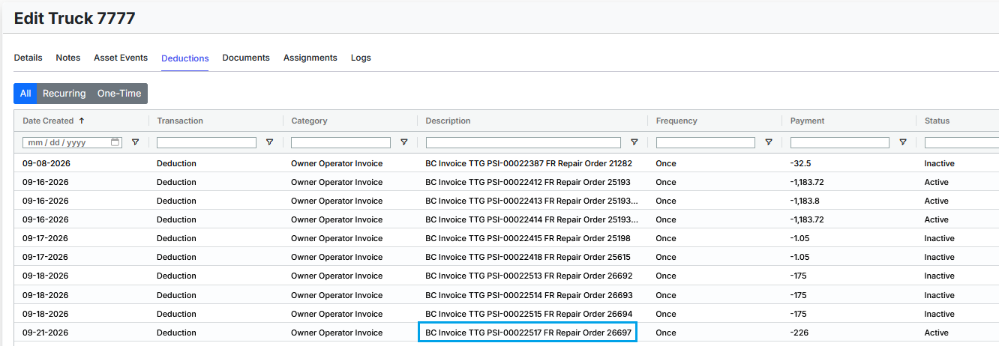 Edit Truck 7777
Details Notes Asset Events Deductions Documents Assignments Logs
All Recurring One-Time
Date Created ↑ Transaction Category Description Frequency Payment Status
mm / dd / yyyy
09-08-2026 Deduction Owner Operator Invoice BC Invoice TTG PSI-00022387 FR Repair Order 21282 Once -32.5 Inactive
09-16-2026 Deduction Owner Operator Invoice BC Invoice TTG PSI-00022412 FR Repair Order 25193 Once -1,183.72 Active
09-16-2026 Deduction Owner Operator Invoice BC Invoice TTG PSI-00022413 FR Repair Order 25193... Once -1,183.8 Active
09-16-2026 Deduction Owner Operator Invoice BC Invoice TTG PSI-00022414 FR Repair Order 25193... Once -1,183.72 Active
09-17-2026 Deduction Owner Operator Invoice BC Invoice TTG PSI-00022415 FR Repair Order 25198 Once -1.05 Inactive
09-17-2026 Deduction Owner Operator Invoice BC Invoice TTG PSI-00022418 FR Repair Order 25615 Once -1.05 Inactive
09-18-2026 Deduction Owner Operator Invoice BC Invoice TTG PSI-00022513 FR Repair Order 26692 Once -175 Inactive
09-18-2026 Deduction Owner Operator Invoice BC Invoice TTG PSI-00022514 FR Repair Order 26693 Once -175 Inactive
09-18-2026 Deduction Owner Operator Invoice BC Invoice TTG PSI-00022515 FR Repair Order 26694 Once -175 Inactive
09-21-2026 Deduction Owner Operator Invoice BC Invoice TTG PSI-00022517 FR Repair Order 26697 Once -226 Active